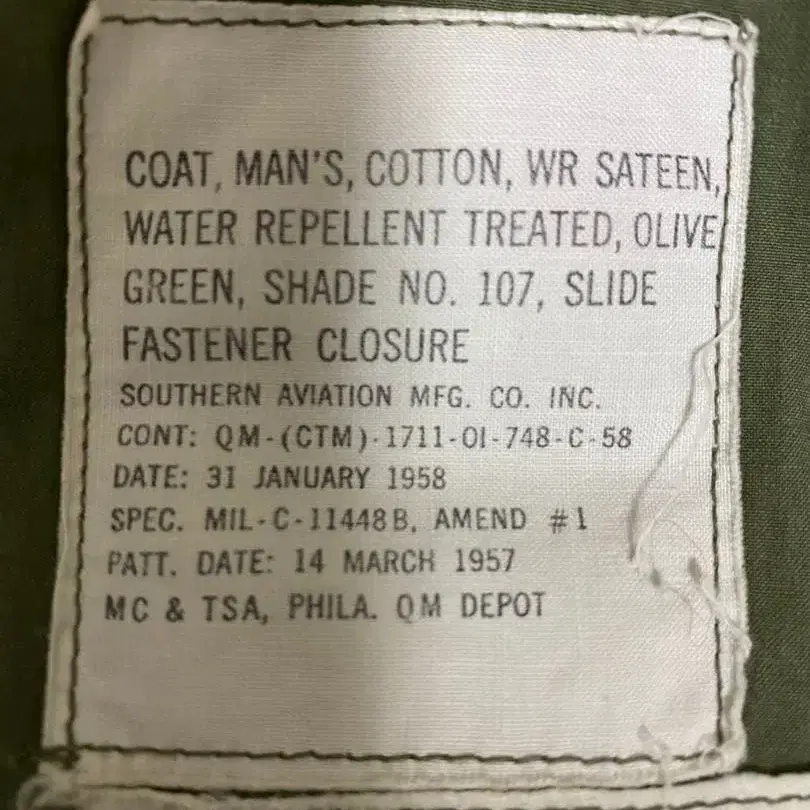 COAT, MAN'S, COTTON, WR SATEEN,
WATER REPELLENT TREATED, OLIVE
GREEN, SHADE NO. 107, SLIDE
FASTENER CLOSURE
SOUTHERN AVIATION MFG. CO. INC.
CONT: QM-(CTM)-1711-OI-748-C-58
DATE: 31 JANUARY 1958
SPEC. MIL-C-11448B, AMEND #1
PATT. DATE: 14 MARCH 1957
MC & TSA, PHILA. QM DEPOT